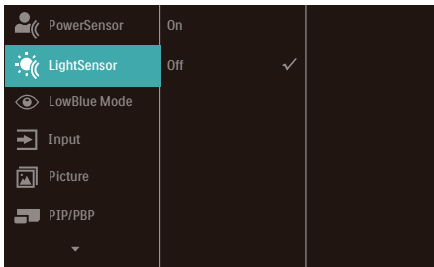 PowerSensor
On
LightSensor
Off
LowBlue Mode
Input
Picture
PIP/PBP